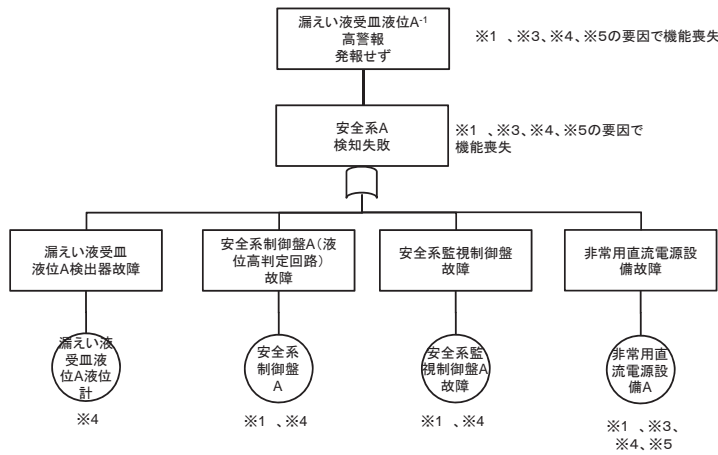 漏えい液受皿液位A-1
高警報
発報せず
※1 、※3、※4、※5の要因で機能喪失
安全系A
検知失敗
※1 、※3、※4、※5の要因で
機能喪失
漏えい液受皿
液位A検出器故障
安全系制御盤A(液
位高判定回路)
故障
安全系監視制御盤
故障
非常用直流電源設
備故障
漏えい液
受皿液
位A液位
計
安全系
制御盤
A
安全系監
視制御盤A
故障
非常用直
流電源設
備A
※4
※1 、※4
※1 、※4
※1 、※3、
※4、※5